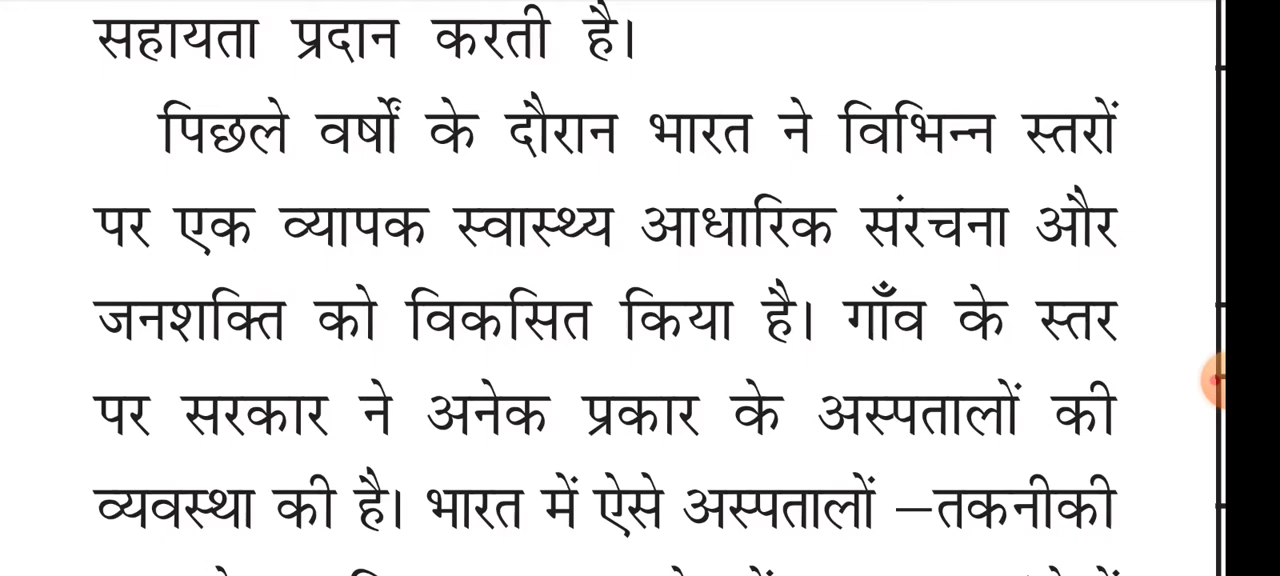 सहायता प्रदान करती है।
पिछले वर्षों के दौरान भारत ने विभिन्न स्तरों
पर एक व्यापक स्वास्थ्य आधारिक संरचना और
जनशक्ति को विकसित किया है। गाँव के स्तर
पर सरकार ने अनेक प्रकार के अस्पतालों की
व्यवस्था की है। भारत में ऐसे अस्पतालों –तकनीकी